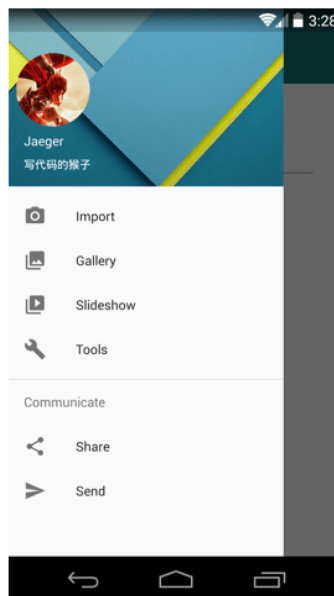 3:28
Jaeger
写代码的猴子
Import
Gallery
Slideshow
Tools
Communicate
Share
Send